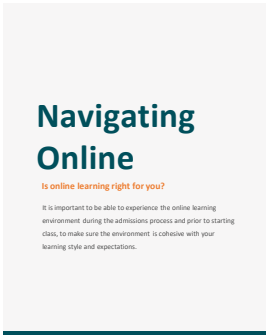 Navigating
Online
Is online learning right for you?
It is important to be able to experience the online learning
environment during the admissions process and prior to starting
class, to make sure the environment is cohesive with your
learning style and expectations.